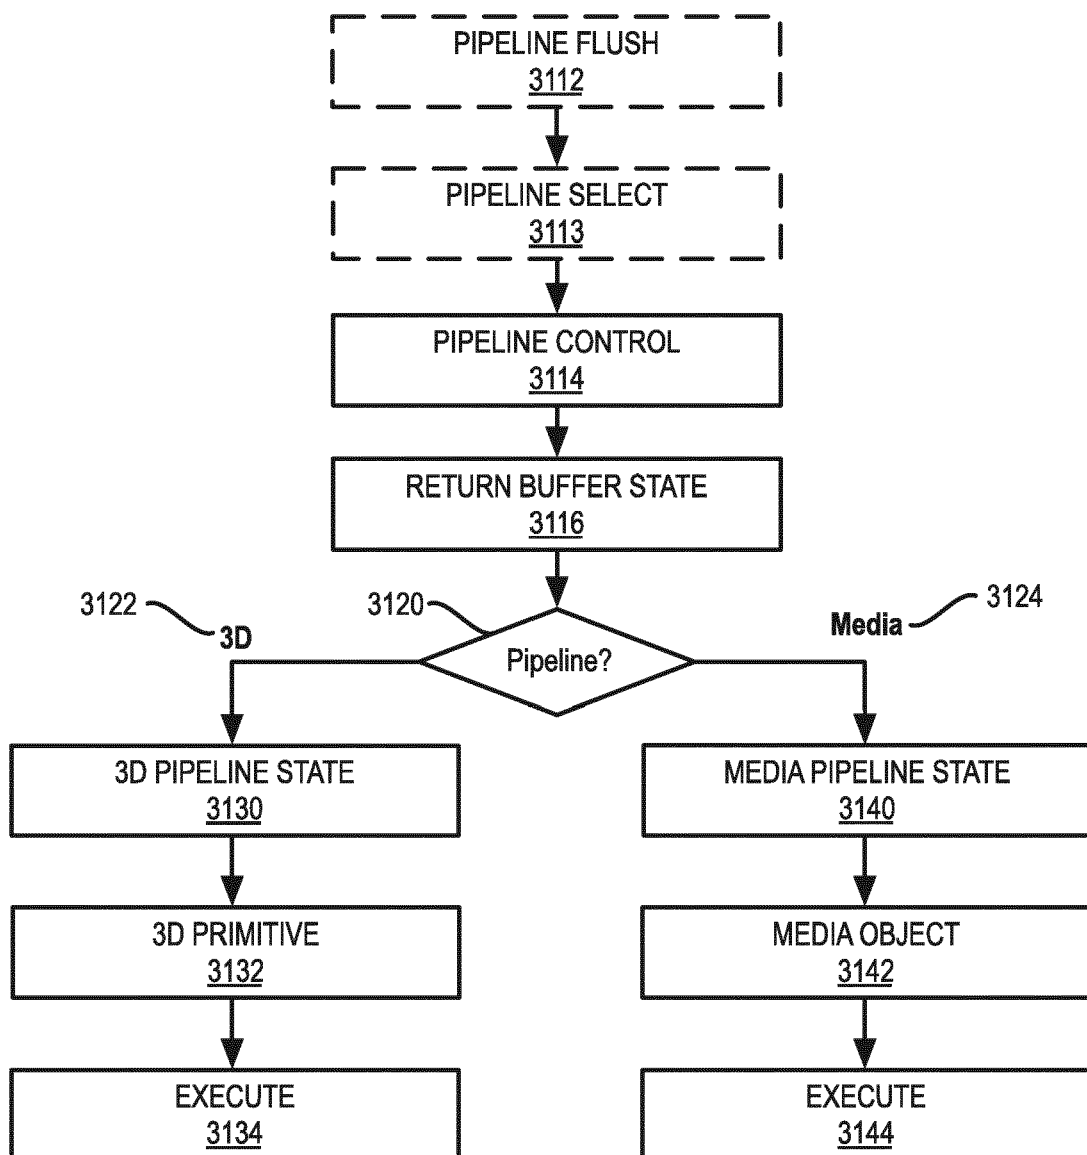 PIPELINE FLUSH
3112
PIPELINE SELECT
3113
PIPELINE CONTROL
3114
RETURN BUFFER STATE
3116
3122
3D
3120
Pipeline?
Media
3124
3D PIPELINE STATE
3130
MEDIA PIPELINE STATE
3140
3D PRIMITIVE
3132
MEDIA OBJECT
3142
EXECUTE
3134
EXECUTE
3144